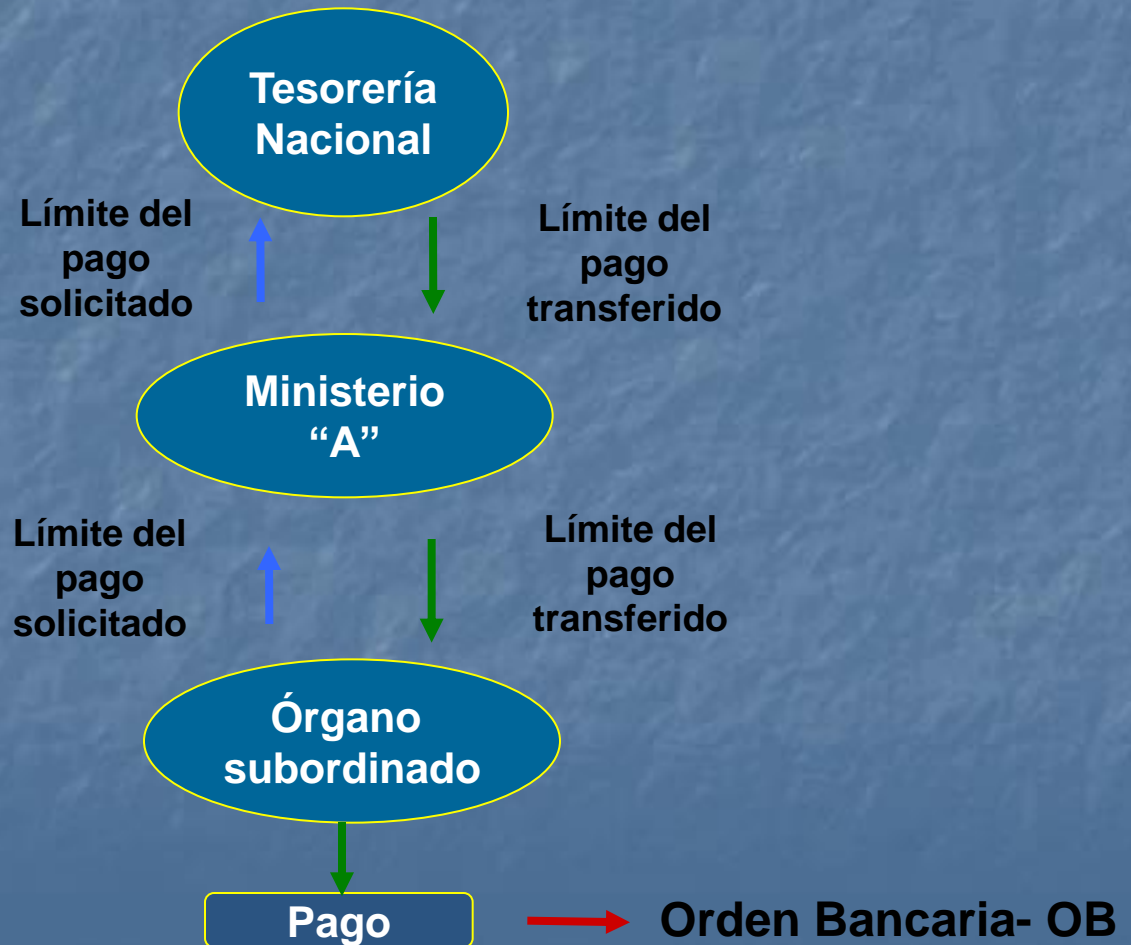 Tesorería
Nacional
Límite del
pago
solicitado
Límite del
pago
transferido
Ministerio
“A”
Límite del
pago
solicitado
Límite del
pago
transferido
Órgano
subordinado
Pago
Orden Bancaria- OB